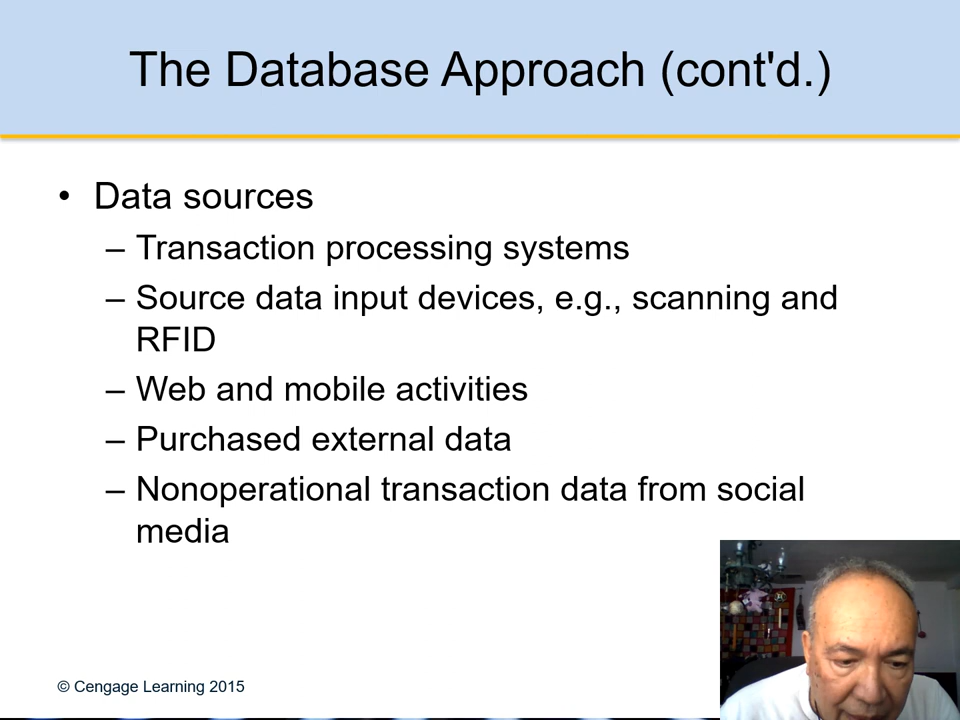 The Database Approach (cont'd.)
• Data sources
– Transaction processing systems
– Source data input devices, e.g., scanning and
RFID
– Web and mobile activities
– Purchased external data
– Nonoperational transaction data from social
media
© Cengage Learning 2015